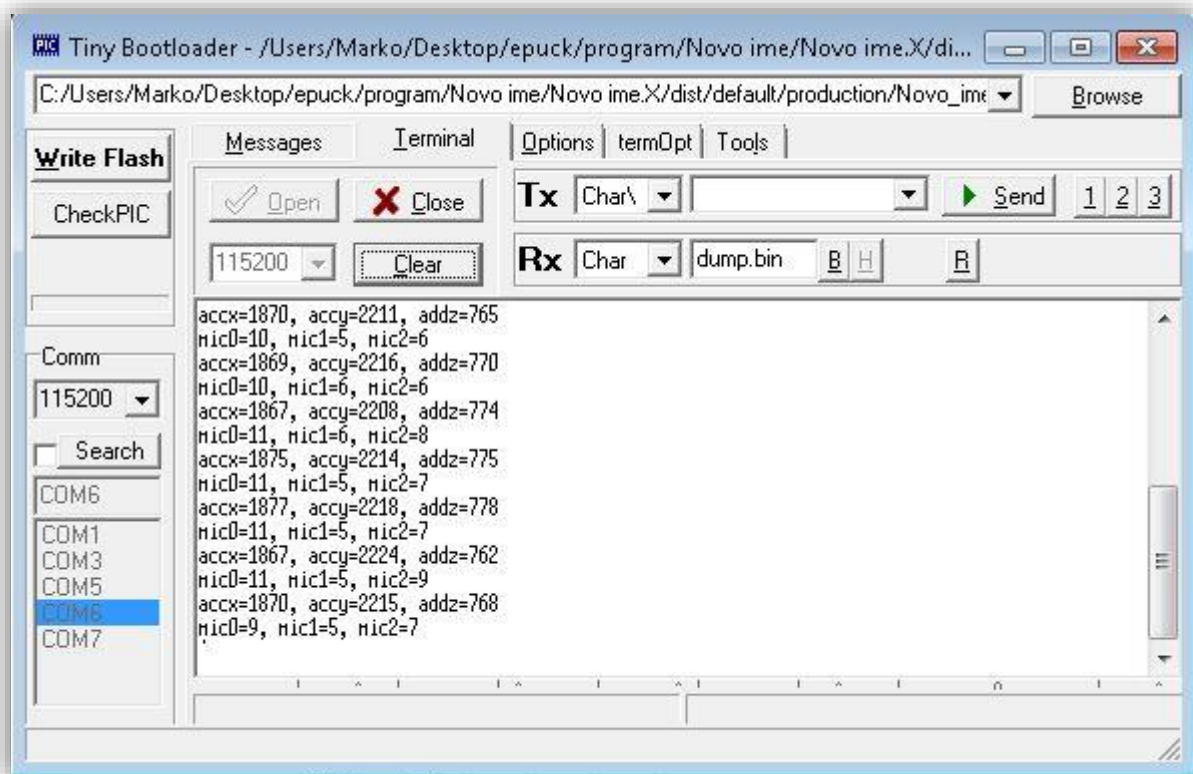 PIC Tiny Bootloader - /Users/Marko/Desktop/epuck/program/Novo ime/Novo ime.X/di...
C:/Users/Marko/Desktop/epuck/program/Novo ime/Novo ime.X/dist/default/production/Novo_ime
Browse
Write Flash
CheckPIC
Messages
Terminal
Options
termOpt
Tools
Open
Close
Tx
Char\
Send
1
2
3
115200
Clear
Rx
Char
dump.bin
B
H
R
accx=1870, accy=2211, addz=765
mic0=10, mic1=5, mic2=6
accx=1869, accy=2216, addz=770
mic0=10, mic1=6, mic2=6
accx=1867, accy=2208, addz=774
mic0=11, mic1=6, mic2=8
accx=1875, accy=2214, addz=775
mic0=11, mic1=5, mic2=7
accx=1877, accy=2218, addz=778
mic0=11, mic1=5, mic2=7
accx=1867, accy=2224, addz=762
mic0=11, mic1=5, mic2=9
accx=1870, accy=2215, addz=768
mic0=9, mic1=5, mic2=7
Comm
115200
Search
COM6
COM1
COM3
COM5
COM6
COM7